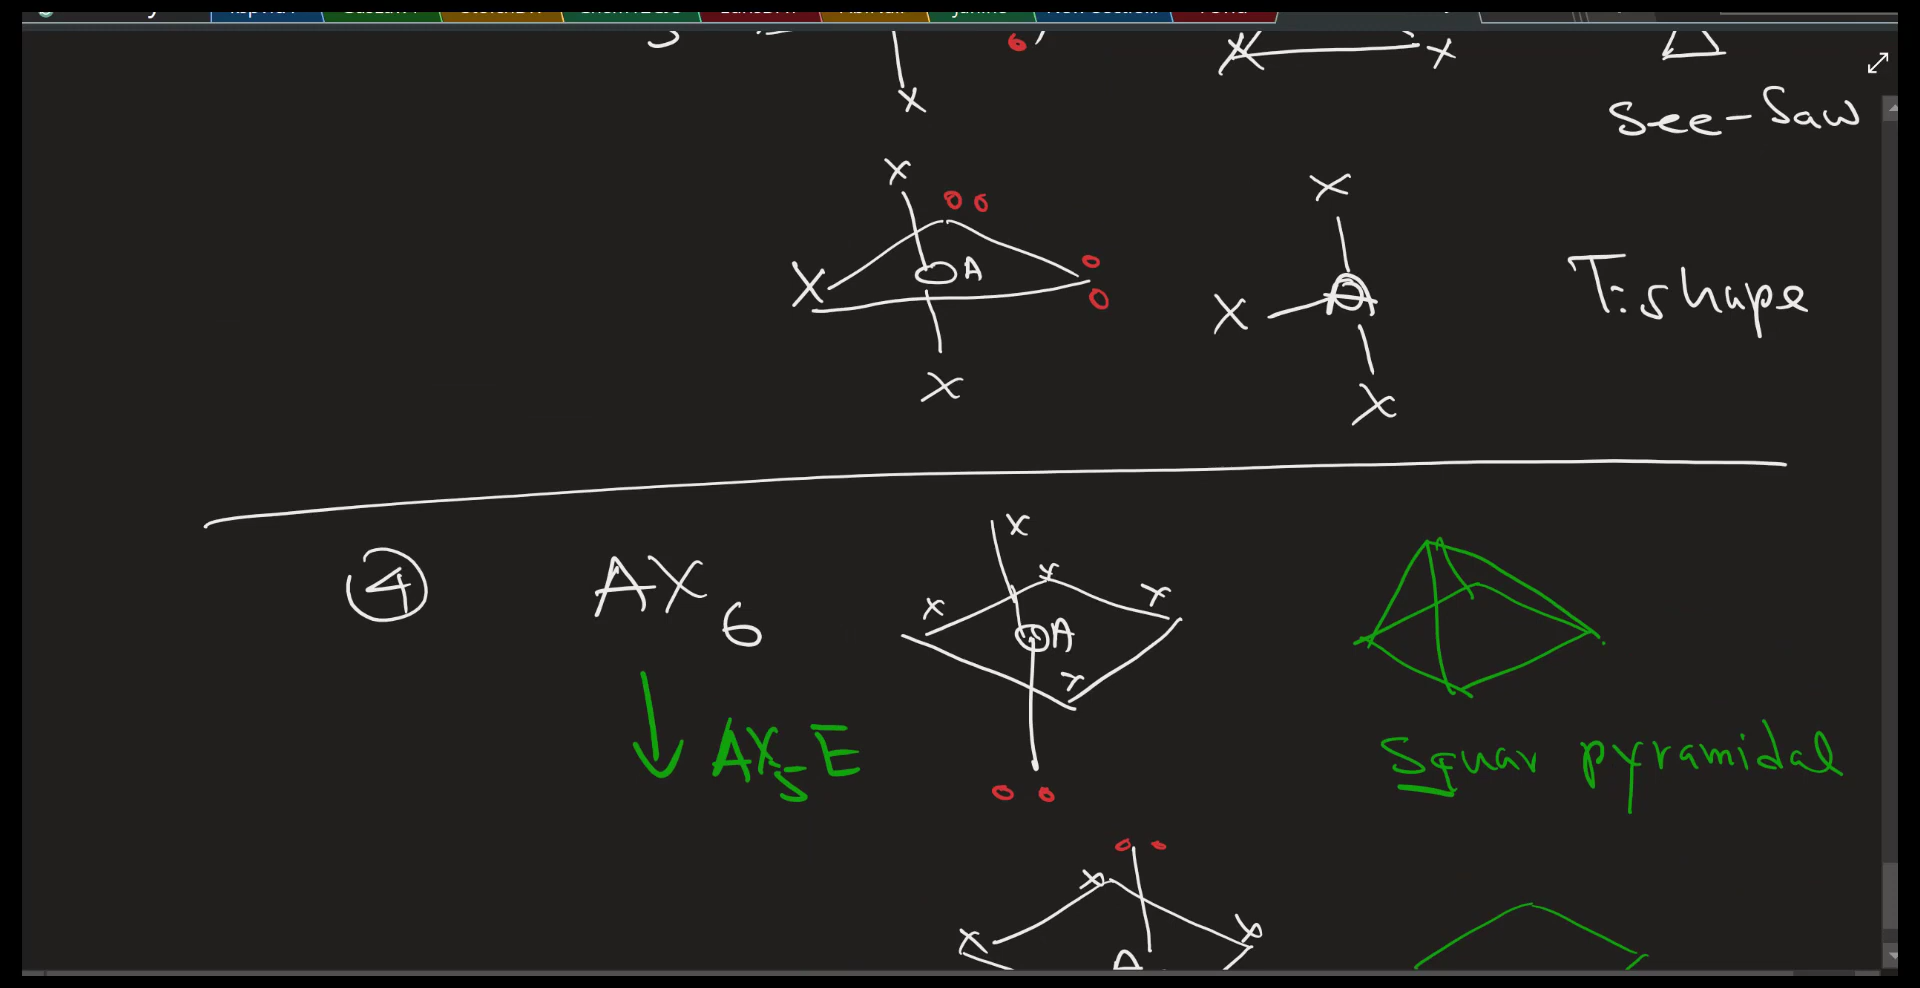 X
X X
See-Saw
X
A
X
X
X
A
X
X
T-shape
④ AX6
X
X X X
A
X
AX5E
Squar pyramidal
X
X X
A